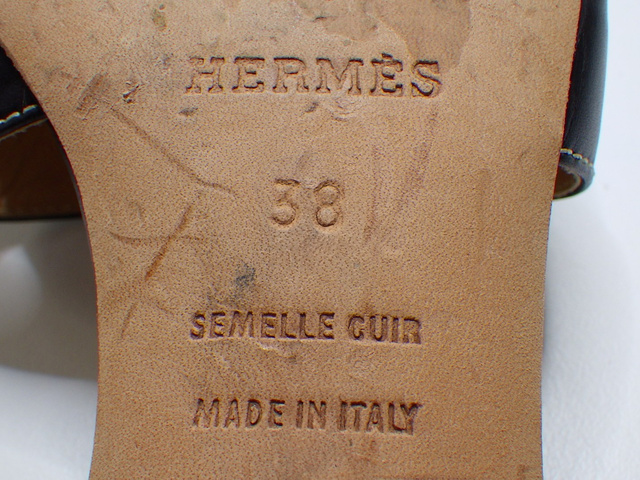 HERMÈS
38
SEMELLE CUIR
MADE IN ITALY